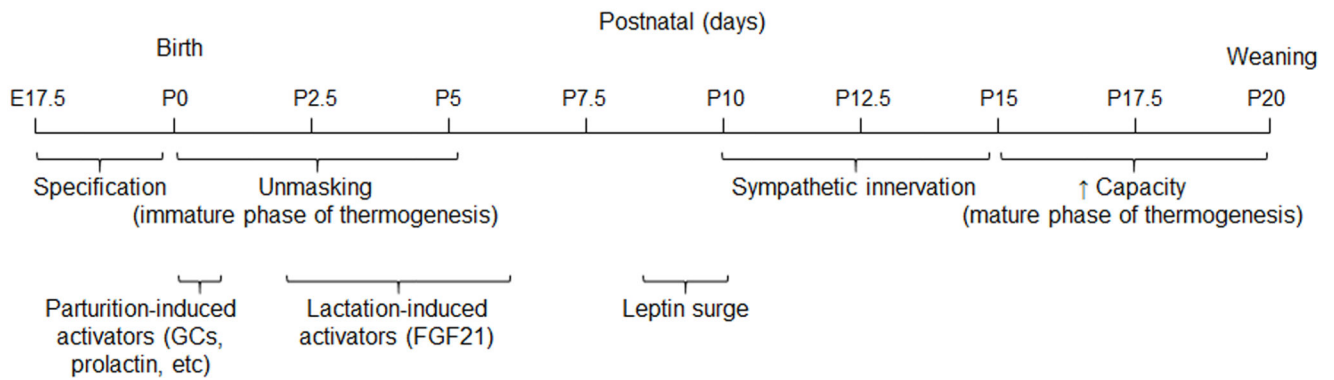 Postnatal (days)
Birth
Weaning
E17.5 P0 P2.5 P5 P7.5 P10 P12.5 P15 P17.5 P20
Specification
Unmasking
(immature phase of thermogenesis)
Sympathetic innervation
↑ Capacity
(mature phase of thermogenesis)
Parturition-induced
activators (GCs,
prolactin, etc)
Lactation-induced
activators (FGF21)
Leptin surge